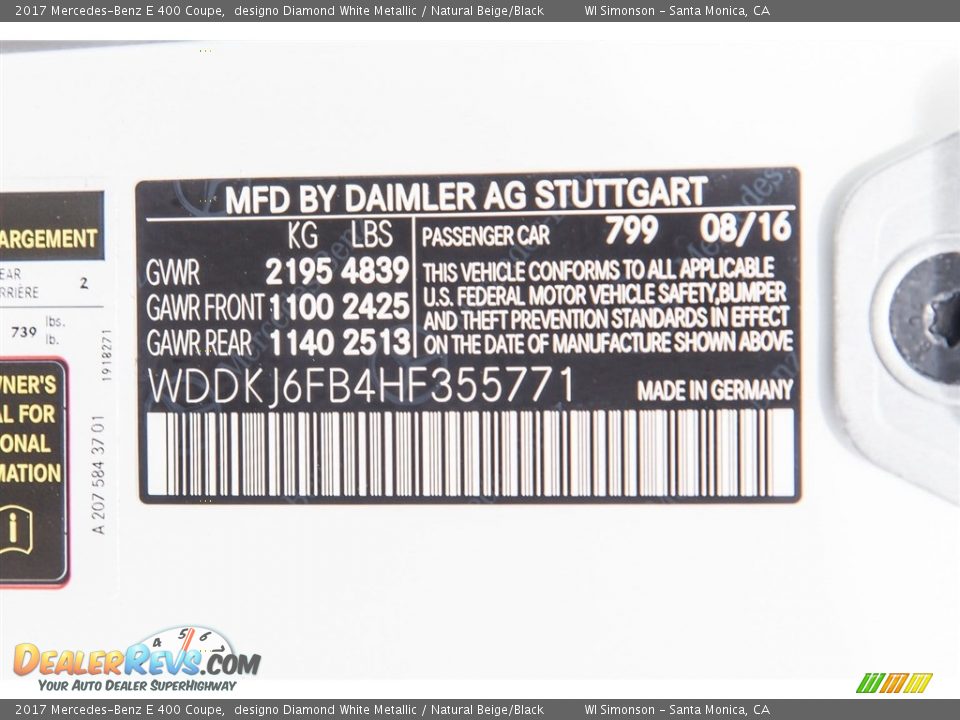 2017 Mercedes-Benz E 400 Coupe, designo Diamond White Metallic / Natural Beige/Black WI Simonson - Santa Monica, CA
MFD BY DAIMLER AG STUTTGART
KG LBS
GVWR 2195 4839
GAWR FRONT 1100 2425
GAWR REAR 1140 2513
PASSENGER CAR 799 08/16
THIS VEHICLE CONFORMS TO ALL APPLICABLE
U.S. FEDERAL MOTOR VEHICLE SAFETY,BUMPER
AND THEFT PREVENTION STANDARDS IN EFFECT
ON THE DATE OF MANUFACTURE SHOWN ABOVE
WDDKJ6FB4HF355771 MADE IN GERMANY
ARGEMENT
EAR
RRIÈRE 2
739 lbs.
lb.
1918271
WNER'S
AL FOR
ONAL
MATION
i
A 207 584 37 01
4 5 6 7
DEALERREVS.COM
YOUR AUTO DEALER SUPERHIGHWAY
2017 Mercedes-Benz E 400 Coupe, designo Diamond White Metallic / Natural Beige/Black WI Simonson - Santa Monica, CA